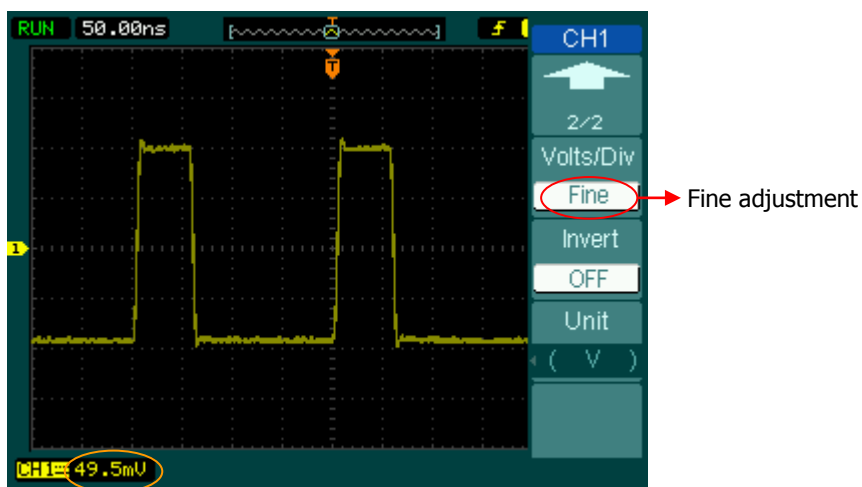 RUN 50.00ns
T
CH1
2/2
Volts/Div
Fine
Fine adjustment
Invert
1
OFF
Unit
( V )
CH1 49.5mV